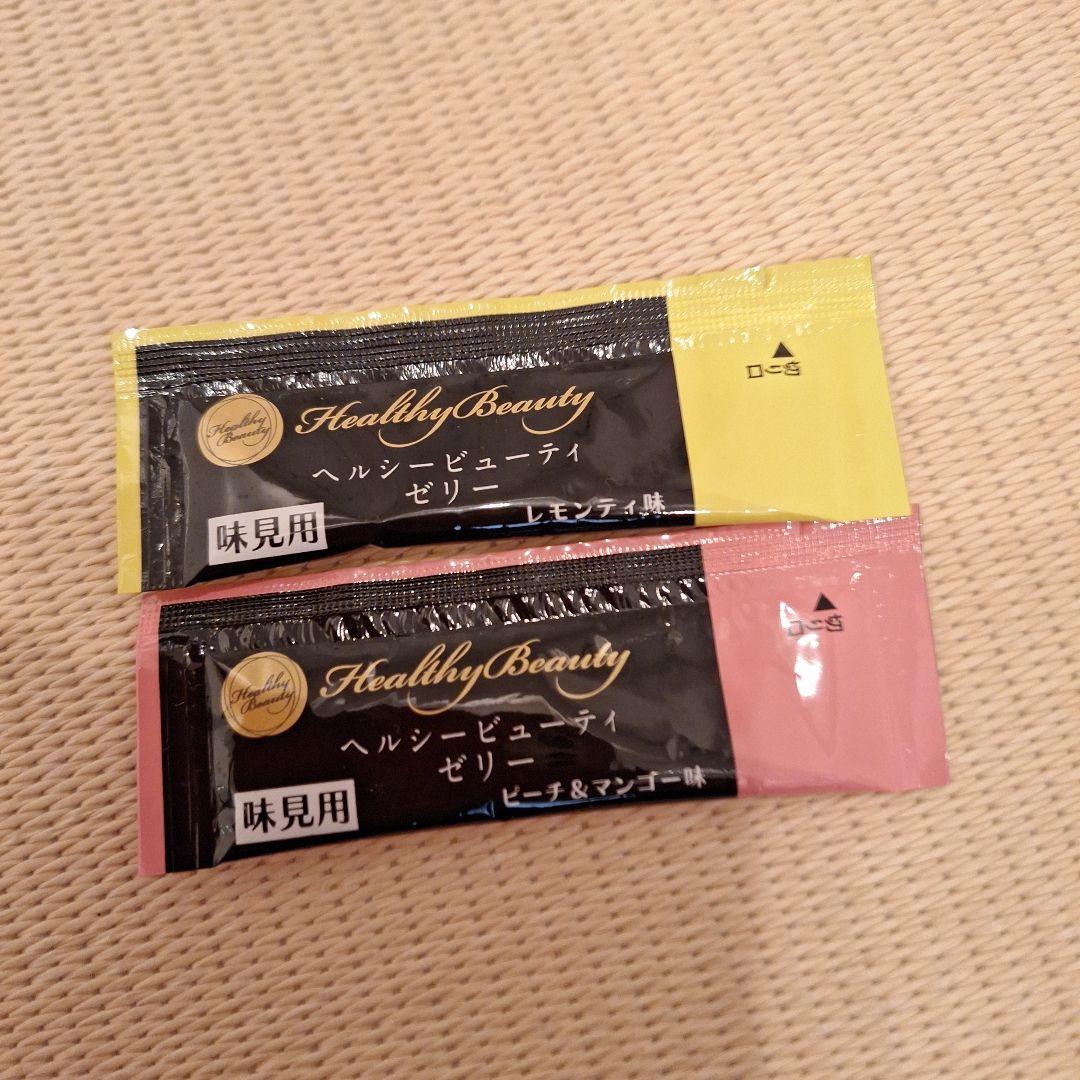 ▲
切り口
Healthy
Beauty
Healthy Beauty
ヘルシービューティ
ゼリー
レモンティ味
味見用
▲
切り口
Healthy
Beauty
Healthy Beauty
ヘルシービューティ
ゼリー
ピーチ&マンゴー味
味見用